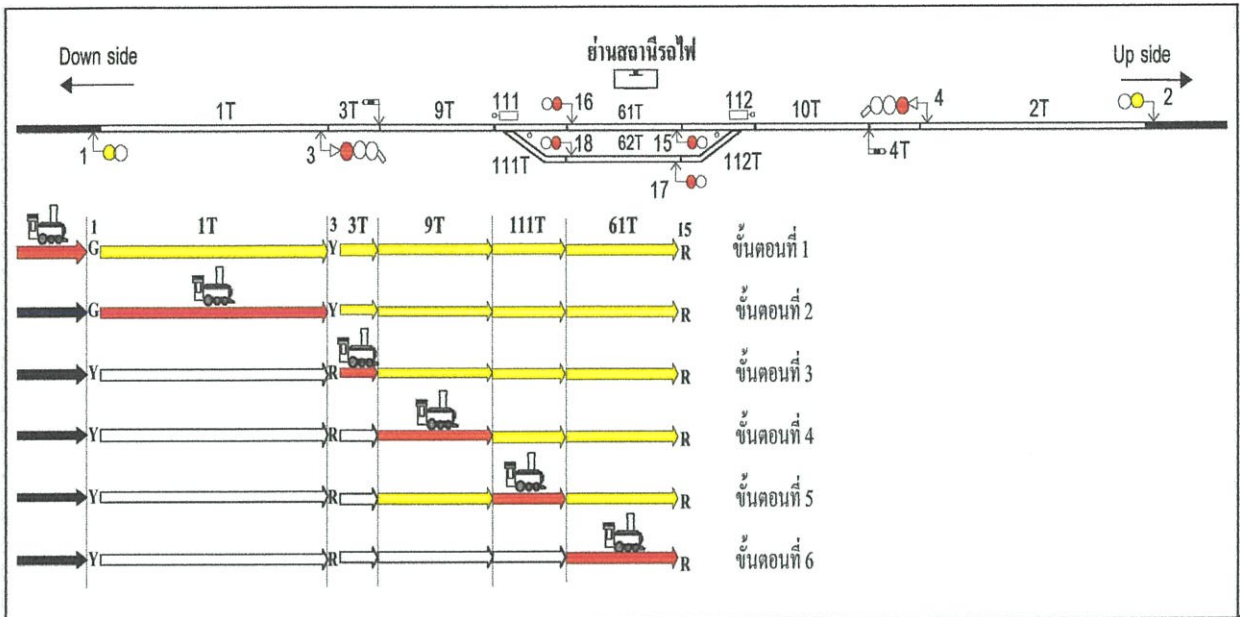 ย่านสถานีรถไฟ
Down side
Up side
1T 3T 9T 111 16 61T 112 10T 4 2T 2
1 3 18 62T 15 4T
111T 17 112T
1 1T 3 3T 9T 111T 61T 15
G Y R ขั้นตอนที่ 1
G Y R ขั้นตอนที่ 2
Y R R ขั้นตอนที่ 3
Y R R ขั้นตอนที่ 4
Y R R ขั้นตอนที่ 5
Y R R ขั้นตอนที่ 6